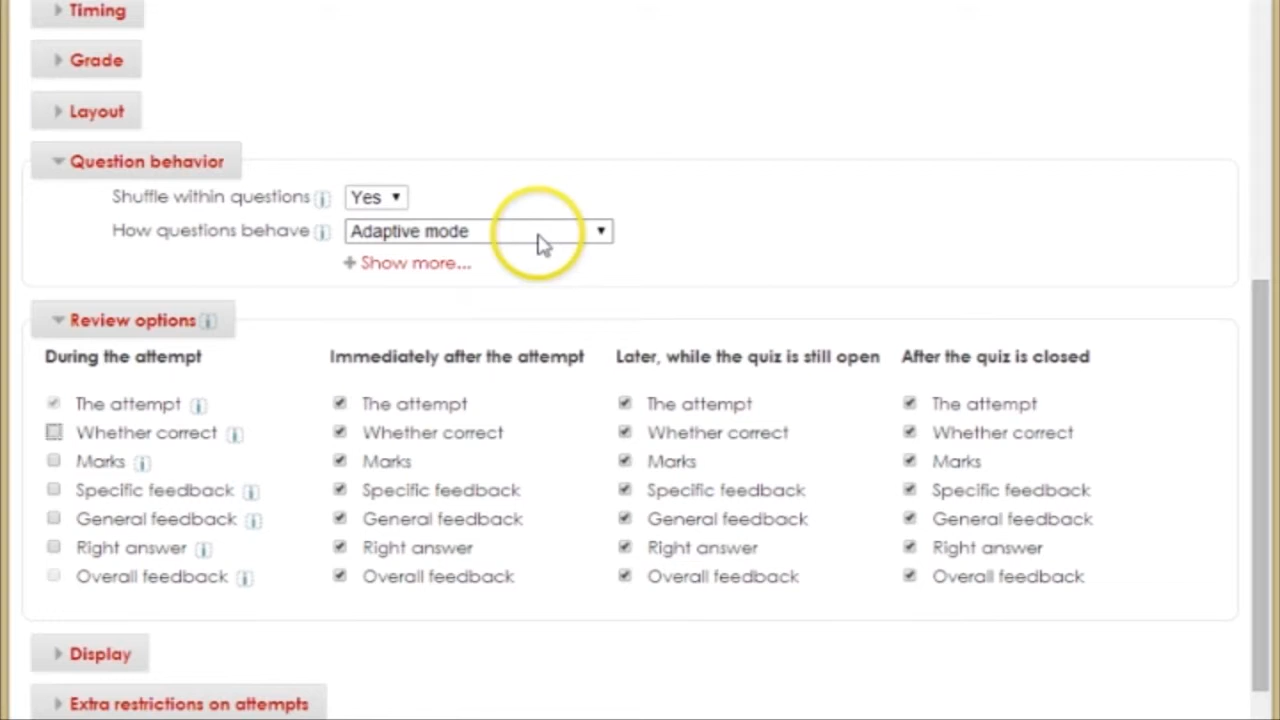 Timing
Grade
Layout
Question behavior
Shuffle within questions Yes
How questions behave Adaptive mode
Show more...
Review options
During the attempt Immediately after the attempt Later, while the quiz is still open After the quiz is closed
The attempt The attempt The attempt The attempt
Whether correct Whether correct Whether correct Whether correct
Marks Marks Marks Marks
Specific feedback Specific feedback Specific feedback Specific feedback
General feedback General feedback General feedback General feedback
Right answer Right answer Right answer Right answer
Overall feedback Overall feedback Overall feedback Overall feedback
Display
Extra restrictions on attempts